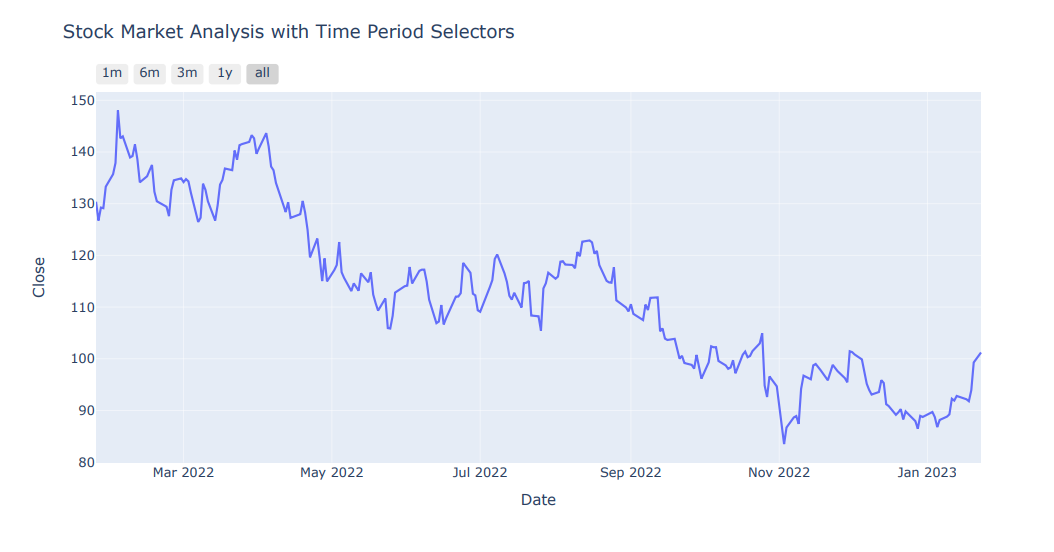 Stock Market Analysis with Time Period Selectors
1m 6m 3m 1y all
150
140
130
120
110
100
90
80
Close
Mar 2022 May 2022 Jul 2022 Sep 2022 Nov 2022 Jan 2023
Date